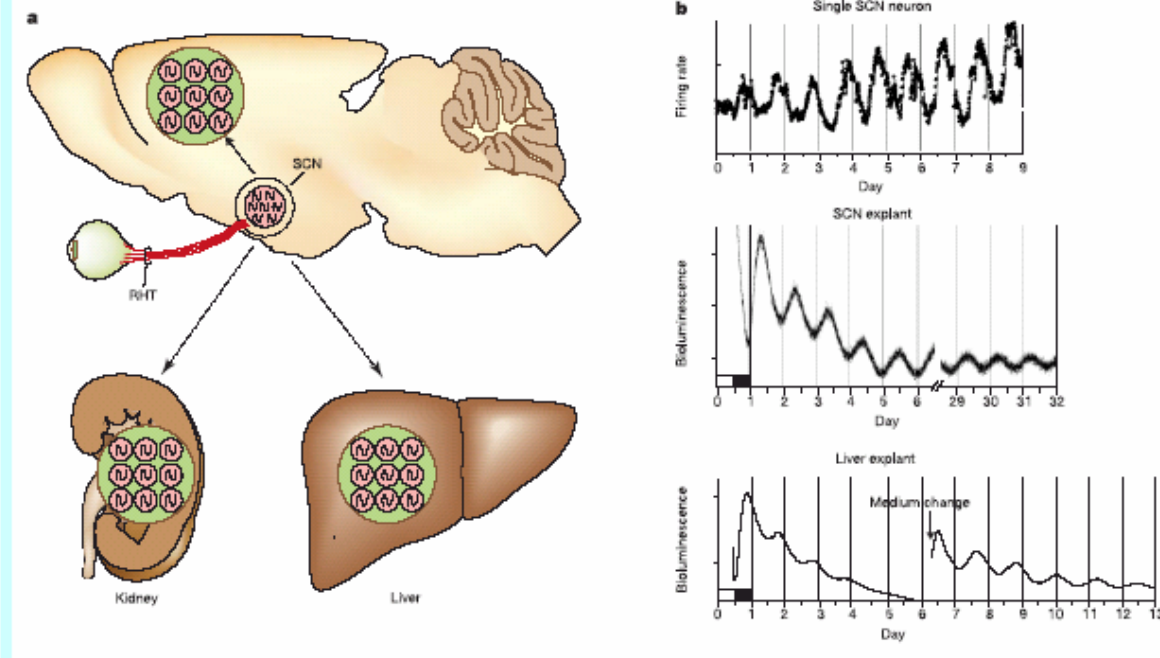 a
SCN
RHT
Kidney
Liver
b
Single SCN neuron
Firing rate
0 1 2 3 4 5 6 7 8 9
Day
SCN explant
Bioluminescence
0 1 2 3 4 5 6 29 30 31 32
Day
Liver explant
Medium change
Bioluminescence
0 1 2 3 4 5 6 7 8 9 10 11 12
Day